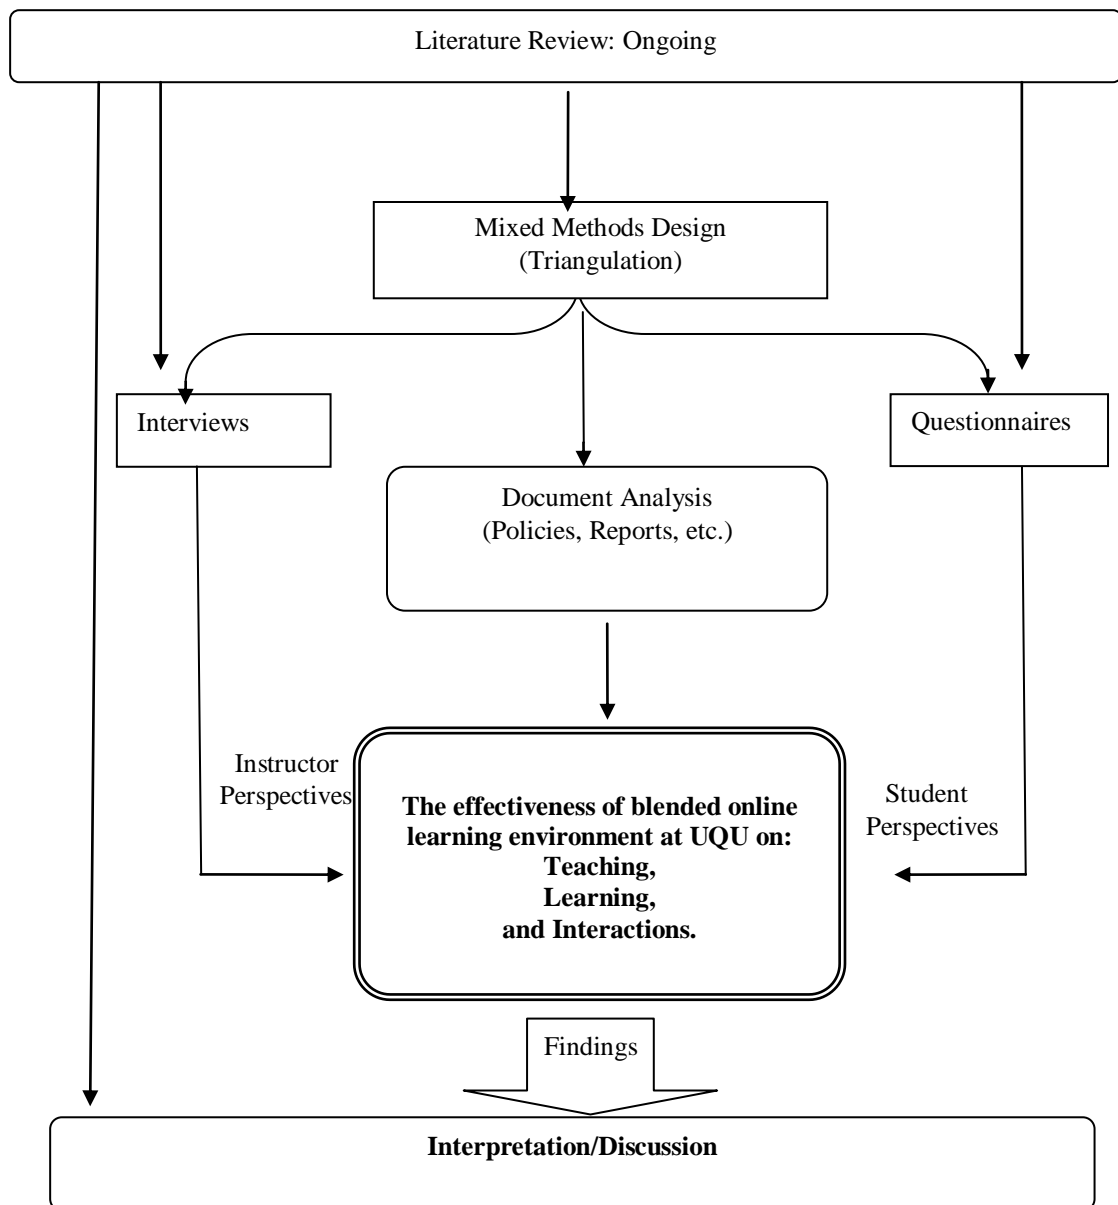 Literature Review: Ongoing
Mixed Methods Design
(Triangulation)
Interviews
Questionnaires
Document Analysis
(Policies, Reports, etc.)
Instructor
Perspectives
The effectiveness of blended online
learning environment at UQU on:
Teaching,
Learning,
and Interactions.
Student
Perspectives
Findings
Interpretation/Discussion